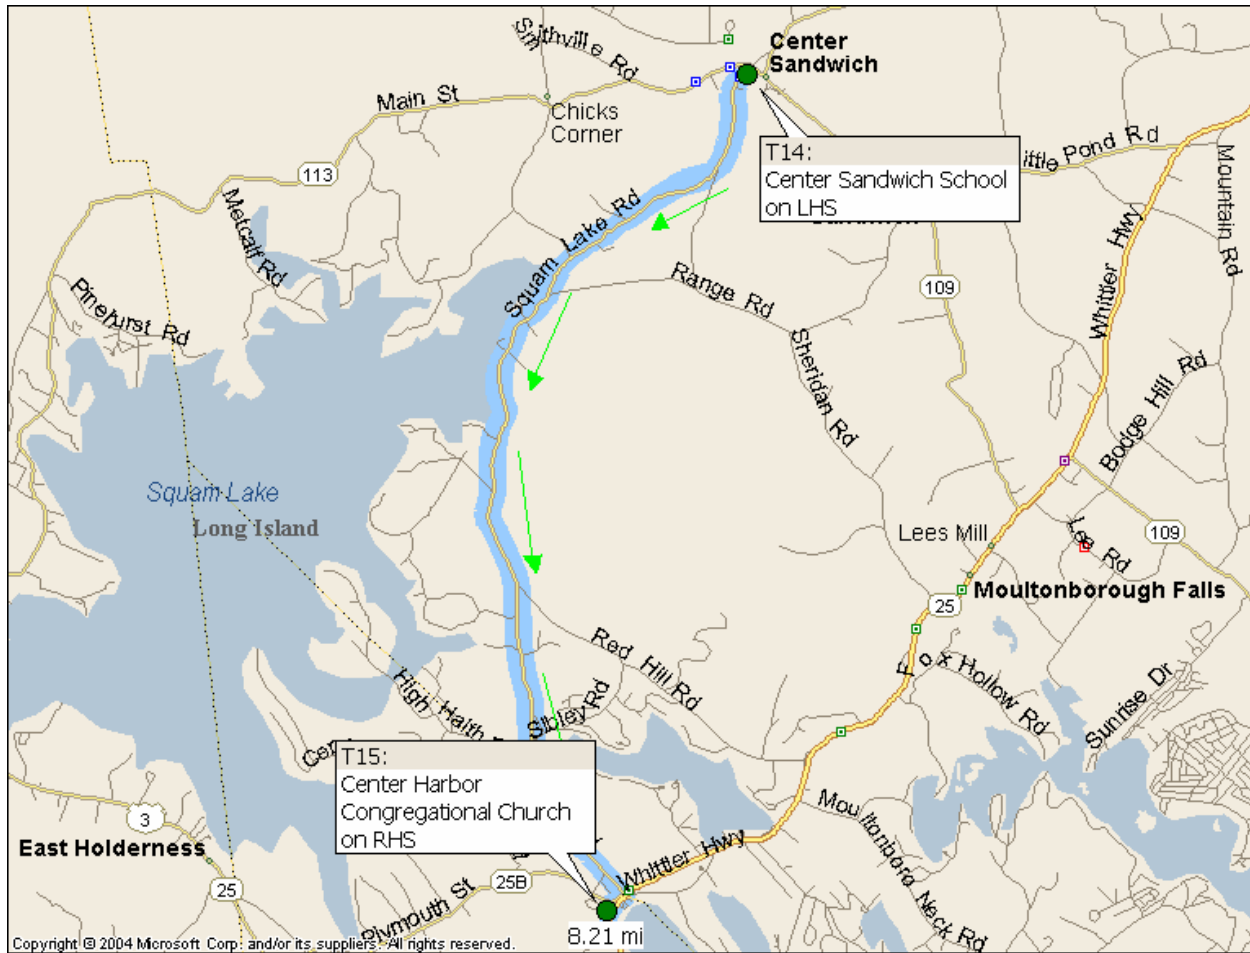 Smithville Rd
Center
Sandwich
Main St
Chicks
Corner
T14:
Center Sandwich School
on LHS
ittle Pond Rd
Mountain Rd
113
Metcalf Rd
Squam Lake Rd
Whittier Hwy
Range Rd
109
Pinehurst Rd
Sheridan Rd
Bodge Hill Rd
Squam Lake
Long Island
Lees Mill
Lee Rd
109
Moultonborough Falls
25
Red Hill Rd
Fox Hollow Rd
High Haith
Sibley Rd
Sunrise Dr
T15:
Center Harbor
Congregational Church
on RHS
3
East Holderness
25
Moultonboro Neck Rd
Whittier Hwy
25B
Plymouth St
8.21 mi
Copyright © 2004 Microsoft Corp. and/or its suppliers. All rights reserved.